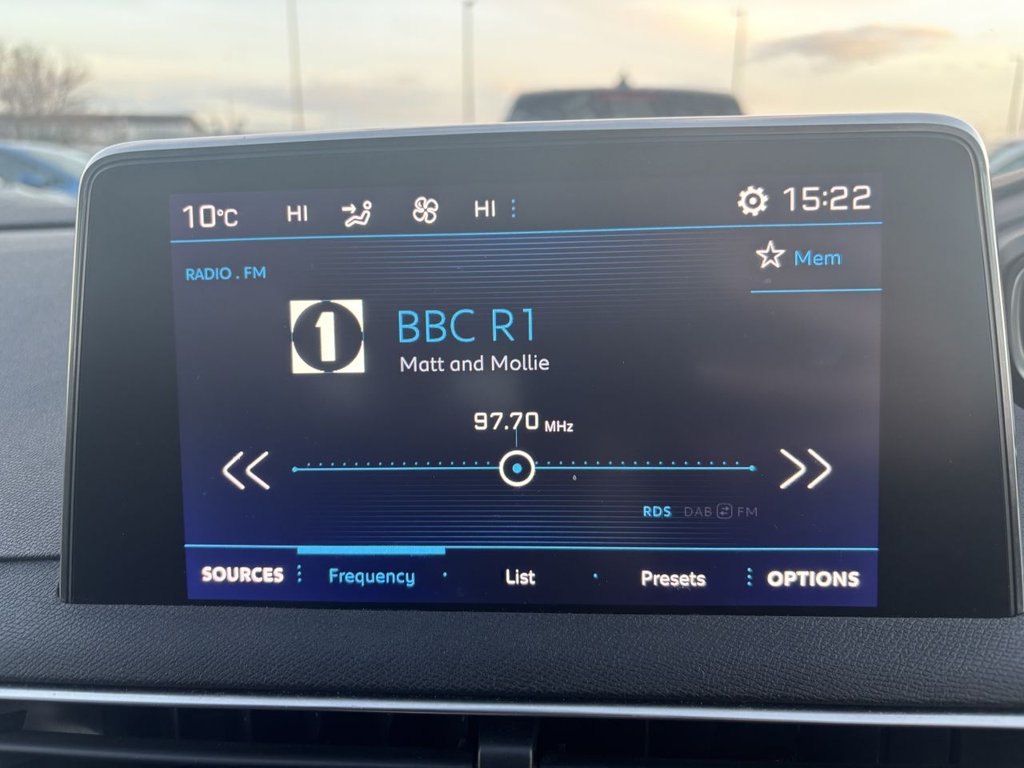 10°C HI HI 15:22
RADIO . FM
Mem
1
BBC R1
Matt and Mollie
97.70 MHz
RDS DAB FM
SOURCES Frequency List Presets OPTIONS